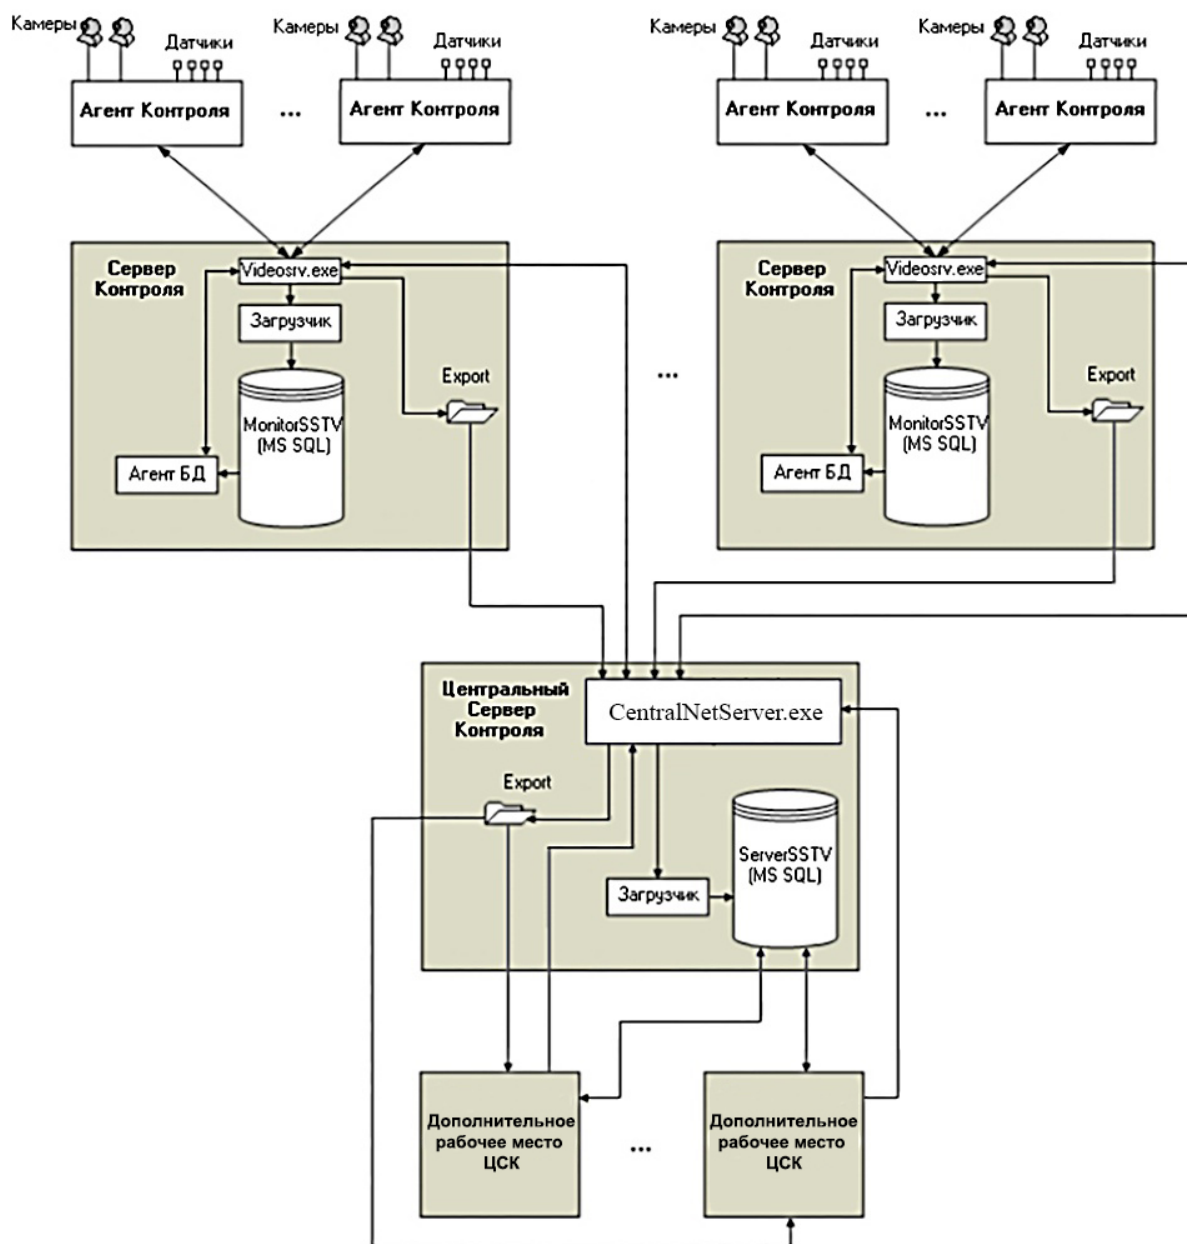 Камеры
Датчики
Агент Контроля
...
Камеры
Датчики
Агент Контроля
Камеры
Датчики
Агент Контроля
...
Камеры
Датчики
Агент Контроля
Сервер
Контроля
Videosrv.exe
Загрузчик
MonitorSSTV
(MS SQL)
Агент БД
Export
...
Сервер
Контроля
Videosrv.exe
Загрузчик
MonitorSSTV
(MS SQL)
Агент БД
Export
Центральный
Сервер
Контроля
CentralNetServer.exe
Export
Загрузчик
ServerSSTV
(MS SQL)
Дополнительное
рабочее место
ЦСК
...
Дополнительное
рабочее место
ЦСК